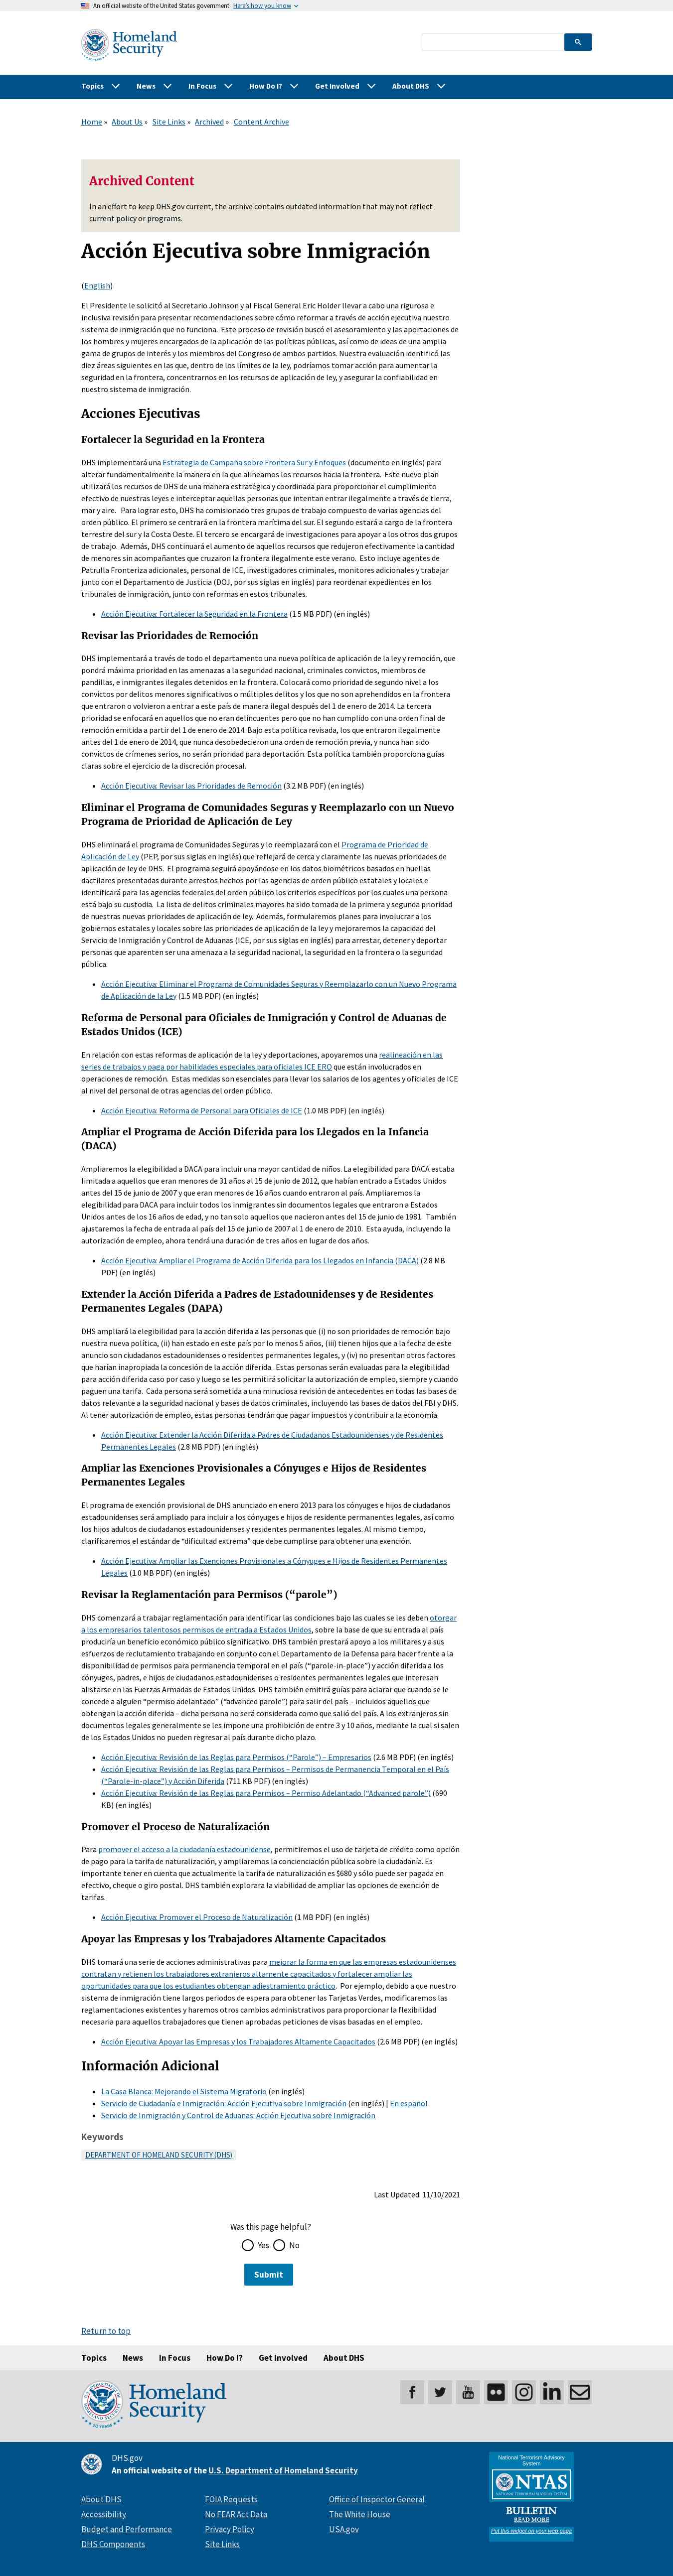 An official website of the United States government Here's how you know
Homeland
Security
Topics News In Focus How Do I? Get Involved About DHS
Home » About Us » Site Links » Archived » Content Archive
Archived Content
In an effort to keep DHS.gov current, the archive contains outdated information that may not reflect
current policy or programs.
Acción Ejecutiva sobre Inmigración
(English)
El Presidente le solicitó al Secretario Johnson y al Fiscal General Eric Holder llevar a cabo una rigurosa e
inclusiva revisión para presentar recomendaciones sobre cómo reformar a través de acción ejecutiva nuestro
sistema de inmigración que no funciona. Este proceso de revisión buscó el asesoramiento y las aportaciones de
los hombres y mujeres a cargo de la aplicación de las políticas públicas, así como de ideas de una amplia
gama de grupos de interés y los miembros del Congreso de ambos partidos. Nuestra evaluación identificó las
diez áreas siguientes en las que, dentro de los límites de la ley, podríamos tomar acción para aumentar la
seguridad en la frontera, concentrarnos en los recursos de aplicación de ley, y asegurar la confiabilidad en
nuestro sistema de inmigración.
Acciones Ejecutivas
Fortalecer la Seguridad en la Frontera
DHS implementará una Estrategia de Campaña sobre Frontera Sur y Enfoques (documento en inglés) para
alterar fundamentalmente la manera en la que alineamos los recursos hacia la frontera. Este nuevo plan
utilizará los recursos de DHS de una manera estratégica y coordinada para proporcionar el cumplimiento
efectivo de nuestras leyes e interceptar aquellas personas que intentan entrar ilegalmente a través de tierra,
mar y aire. Para lograr esto, DHS ha comisionado tres grupos de trabajo compuesto de varias agencias del
orden público. El primero se centrará en la frontera marítima del sur. El segundo estará a cargo de la frontera
terrestre del sur y la Costa Oeste. El tercero se encargará de investigaciones para apoyar a los otros dos grupos
de trabajo. Además, DHS continuará el aumento de aquellos recursos que redujeron efectivamente la cantidad
de menores sin acompañantes que cruzaron la frontera ilegalmente este verano. Esto incluye agentes de
Patrulla Fronteriza adicionales, personal de ICE, investigadores criminales, monitores adicionales y trabajar
junto con el Departamento de Justicia (DOJ, por sus siglas en inglés) para reordenar expedientes en los
tribunales de inmigración, junto con reformas en estos tribunales.
• Acción Ejecutiva: Fortalecer la Seguridad en la Frontera (1.5 MB PDF) (en inglés)
Revisar las Prioridades de Remoción
DHS implementará a través de todo el departamento una nueva política de aplicación de la ley y remoción, que
pondrá máxima prioridad en las amenazas a la seguridad nacional, criminales convictos, miembros de
pandillas, e inmigrantes ilegales detenidos en la frontera. Colocará como prioridad de segundo nivel a los
convictos por delitos menores significativos o múltiples delitos y los que no son aprehendidos en la frontera
que entraron o volvieron a entrar a este país de manera ilegal después del 1 de enero de 2014. La tercera
prioridad se enfocará en aquellos que no eran delincuentes pero que no han cumplido con una orden final de
remoción emitida a partir del 1 de enero de 2014. Bajo esta política revisada, los que entraron ilegalmente
antes del 1 de enero de 2014, que nunca desobedecieron una orden de remoción previa, y nunca han sido
convictos de crímenes serios, no serán prioridad para deportación. Esta política también proporciona guías
claras sobre el ejercicio de la discreción procesal.
• Acción Ejecutiva: Revisar las Prioridades de Remoción (3.2 MB PDF) (en inglés)
Eliminar el Programa de Comunidades Seguras y Reemplazarlo con un Nuevo
Programa de Prioridad de Aplicación de Ley
DHS eliminará el programa de Comunidades Seguras y lo reemplazará con el Programa de Prioridad de
Aplicación de Ley (PEP, por sus siglas en inglés) que reflejará de cerca y claramente las nuevas prioridades de
aplicación de ley de DHS. El programa seguirá apoyándose en los datos biométricos basados en huellas
dactilares presentadas durante arrestos hechos por las agencias de orden público estatales y locales e
identificará para las agencias federales del orden público los criterios específicos por los cuales una persona
está bajo su custodia. La lista de delitos criminales mayores ha sido tomada de la primera y segunda prioridad
de nuestras nuevas prioridades de aplicación de ley. Además, formularemos planes para involucrar a los
gobiernos estatales y locales sobre las prioridades de aplicación de la ley y mejoraremos la capacidad del
Servicio de Inmigración y Control de Aduanas (ICE, por sus siglas en inglés) para arrestar, detener y deportar
personas que aparenten ser una amenaza a la seguridad nacional, la seguridad en la frontera o la seguridad
pública.
• Acción Ejecutiva: Eliminar el Programa de Comunidades Seguras y Reemplazarlo con un Nuevo Programa
de Aplicación de la Ley (1.5 MB PDF) (en inglés)
Reforma de Personal para Oficiales de Inmigración y Control de Aduanas de
Estados Unidos (ICE)
En relación con estas reformas de aplicación de la ley y deportaciones, apoyaremos una realineación en las
series de trabajos y paga por habilidades especiales para oficiales ICE ERO que están involucrados en
operaciones de remoción. Estas medidas son esenciales para llevar los salarios de los agentes y oficiales de ICE
al nivel del personal de otras agencias del orden público.
• Acción Ejecutiva: Reforma de Personal para Oficiales de ICE (1.0 MB PDF) (en inglés)
Ampliar el Programa de Acción Diferida para los Llegados en la Infancia
(DACA)
Ampliaremos la elegibilidad a DACA para incluir una mayor cantidad de niños. La elegibilidad para DACA estaba
limitada a aquellos que eran menores de 31 años al 15 de junio de 2012, que habían entrado a Estados Unidos
antes del 15 de junio de 2007 y que eran menores de 16 años cuando entraron al país. Ampliaremos la
elegibilidad para DACA para incluir todos los inmigrantes sin documentos legales que entraron a Estados
Unidos antes de los 16 años de edad, y no tan solo aquellos que nacieron antes del 15 de junio de 1981. También
ajustaremos la fecha de entrada al país del 15 de junio de 2007 al 1 de enero de 2010. Esta ayuda, incluyendo la
autorización de empleo, ahora tendrá una duración de tres años en lugar de dos años.
• Acción Ejecutiva: Ampliar el Programa de Acción Diferida para los Llegados en Infancia (DACA) (2.8 MB
PDF) (en inglés)
Extender la Acción Diferida a Padres de Estadounidenses y de Residentes
Permanentes Legales (DAPA)
DHS ampliará la elegibilidad para la acción diferida a las personas que (i) no son prioridades de remoción bajo
nuestra nueva política, (ii) han estado en este país por lo menos 5 años, (iii) tienen hijos que a la fecha de este
anuncio son ciudadanos estadounidenses o residentes permanentes legales, y (iv) no presentan otros factores
que harían inapropiada la concesión de la acción diferida. Estas personas serán evaluadas para la elegibilidad
para acción diferida caso por caso y luego se les permitirá solicitar la autorización de empleo, siempre y cuando
paguen una tarifa. Cada persona será sometida a una minuciosa revisión de antecedentes en todas las bases de
datos relevantes de la seguridad nacional y bases de datos criminales, incluyendo las bases de datos del FBI y DHS.
Al tener autorización de empleo, estas personas tendrán que pagar impuestos y contribuir a la economía.
• Acción Ejecutiva: Extender la Acción Diferida a Padres de Ciudadanos Estadounidenses y de Residentes
Permanentes Legales (2.8 MB PDF) (en inglés)
Ampliar las Exenciones Provisionales a Cónyuges e Hijos de Residentes
Permanentes Legales
El programa de exención provisional de DHS anunciado en enero 2013 para los cónyuges e hijos de ciudadanos
estadounidenses será ampliado para incluir a los cónyuges y hijos de residente permanentes legales, así como
los hijos adultos de ciudadanos estadounidenses y residentes permanentes legales. Al mismo tiempo,
clarificaremos el estándar de “dificultad extrema” que debe cumplirse para obtener una exención.
• Acción Ejecutiva: Ampliar las Exenciones Provisionales a Cónyuges e Hijos de Residentes Permanentes
Legales (1.0 MB PDF) (en inglés)
Revisar la Reglamentación para Permisos (“parole”)
DHS comenzará a trabajar reglamentación para identificar las condiciones bajo las cuales se les deben otorgar
a los empresarios talentosos permisos de entrada a Estados Unidos, sobre la base de que su entrada al país
produciría un beneficio económico público significativo. DHS también prestará apoyo a los militares y a sus
esfuerzos de reclutamiento trabajando en conjunto con el Departamento de la Defensa para hacer frente a la
disponibilidad de permisos para permanencia temporal en el país (“parole-in-place”) y acción diferida a los
cónyuges, padres, e hijos de ciudadanos estadounidenses o residentes permanentes legales que interesan
alistarse en las Fuerzas Armadas de Estados Unidos. DHS también emitirá guías para aclarar que cuando se le
concede a alguien “permiso adelantado” (“advanced parole”) para salir del país – incluidos aquellos que
obtengan la acción diferida – dicha persona no será considerada como que salió del país. A los extranjeros sin
documentos legales generalmente se les impone una prohibición de entre 3 y 10 años, mediante la cual si salen
de los Estados Unidos no pueden regresar al país durante dicho plazo.
• Acción Ejecutiva: Revisión de las Reglas para Permisos (“Parole”) – Empresarios (2.6 MB PDF) (en inglés)
• Acción Ejecutiva: Revisión de las Reglas para Permisos – Permisos de Permanencia Temporal en el País
(“Parole-in-place”) y Acción Diferida (711 KB PDF) (en inglés)
• Acción Ejecutiva: Revisión de las Reglas para Permisos – Permiso Adelantado (“Advanced parole”) (690
KB) (en inglés)
Promover el Proceso de Naturalización
Para promover el acceso a la ciudadanía estadounidense, permitiremos el uso de tarjeta de crédito como opción
de pago para la tarifa de naturalización, y ampliaremos la concienciación pública sobre la ciudadanía. Es
importante tener en cuenta que actualmente la tarifa de naturalización es $680 y sólo puede ser pagada en
efectivo, cheque o giro postal. DHS también explorara la viabilidad de ampliar las opciones de exención de
tarifas.
• Acción Ejecutiva: Promover el Proceso de Naturalización (1 MB PDF) (en inglés)
Apoyar las Empresas y los Trabajadores Altamente Capacitados
DHS tomará una serie de acciones administrativas para mejorar la forma en que las empresas estadounidenses
contratan y retienen los trabajadores extranjeros altamente capacitados y fortalecer ampliar las
oportunidades para que los estudiantes obtengan adiestramiento práctico. Por ejemplo, debido a que nuestro
sistema de inmigración tiene largos periodos de espera para obtener las Tarjetas Verdes, modificaremos las
reglamentaciones existentes y haremos otros cambios administrativos para proporcionar la flexibilidad
necesaria para aquellos trabajadores que tienen aprobadas peticiones de visas basadas en el empleo.
• Acción Ejecutiva: Apoyar las Empresas y los Trabajadores Altamente Capacitados (2.6 MB PDF) (en inglés)
Información Adicional
• La Casa Blanca: Mejorando el Sistema Migratorio (en inglés)
• Servicio de Ciudadanía e Inmigración: Acción Ejecutiva sobre Inmigración (en inglés) | En español
• Servicio de Inmigración y Control de Aduanas: Acción Ejecutiva sobre Inmigración
Keywords
DEPARTMENT OF HOMELAND SECURITY (DHS)
Last Updated: 11/10/2021
Was this page helpful?
Yes No
Submit
Return to top
Topics News In Focus How Do I? Get Involved About DHS
Homeland
Security
DHS.gov
An official website of the U.S. Department of Homeland Security
About DHS FOIA Requests Office of Inspector General
Accessibility No FEAR Act Data The White House
Budget and Performance Privacy Policy USA.gov
DHS Components Site Links
National Terrorism Advisory
System
NTAS
BULLETIN
READ MORE
Put this widget on your web page